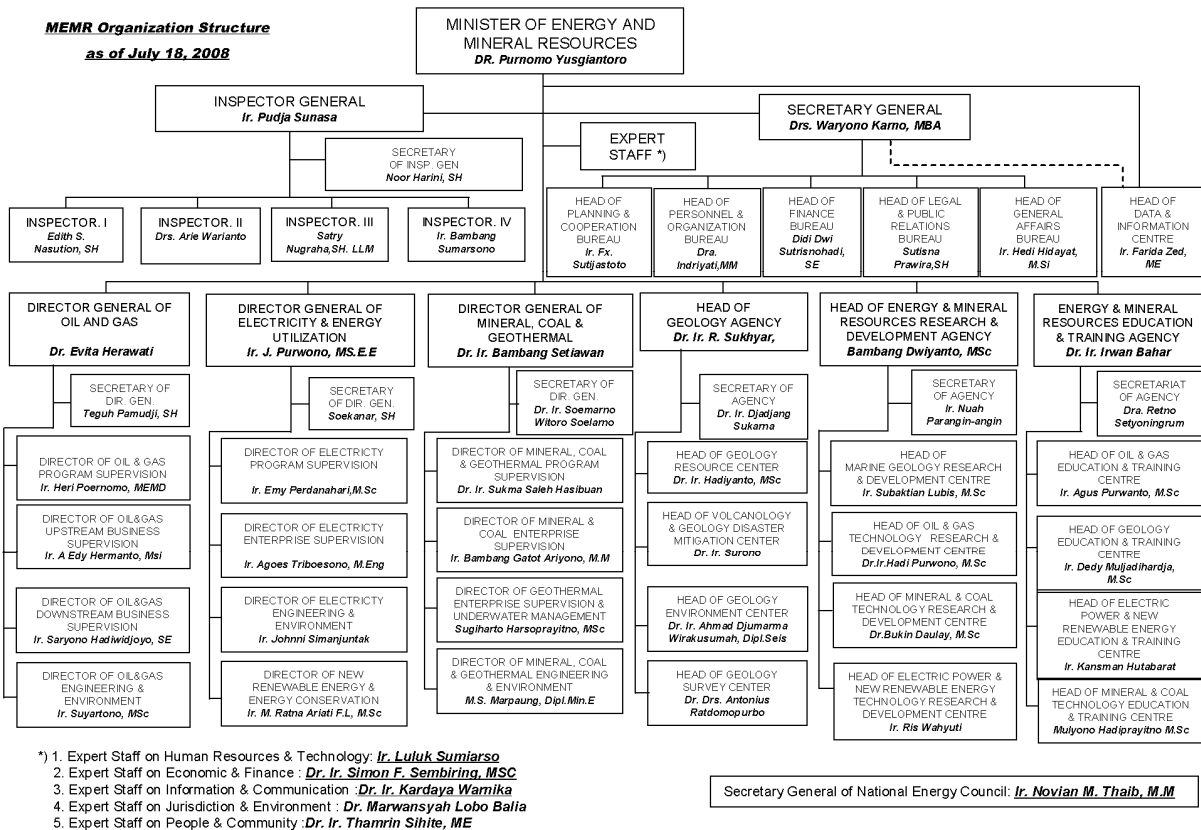 MEMR Organization Structure
as of July 18, 2008
MINISTER OF ENERGY AND
MINERAL RESOURCES
DR. Purnomo Yusgiantoro
INSPECTOR GENERAL
Ir. Pudja Sunasa
SECRETARY GENERAL
Drs. Waryono Karno, MBA
EXPERT
STAFF *)
SECRETARY
OF INSP. GEN
Noor Harini, SH
INSPECTOR. I
Edith S.
Nasution, SH
INSPECTOR. II
Drs. Arie Warianto
INSPECTOR. III
Satry
Nugraha,SH. LLM
INSPECTOR. IV
Ir. Bambang
Sumarsono
HEAD OF
PLANNING &
COOPERATION
BUREAU
Ir. Fx.
Sutijastoto
HEAD OF
PERSONNEL &
ORGANIZATION
BUREAU
Dra.
Indriyati,MM
HEAD OF
FINANCE
BUREAU
Didi Dwi
Sutrisnohadi,
SE
HEAD OF LEGAL
& PUBLIC
RELATIONS
BUREAU
Sutisna
Prawira,SH
HEAD OF
GENERAL
AFFAIRS
BUREAU
Ir. Hedi Hidayat,
M.Si
HEAD OF
DATA &
INFORMATION
CENTRE
Ir. Farida Zed,
ME
DIRECTOR GENERAL OF
OIL AND GAS
Dr. Evita Herawati
DIRECTOR GENERAL OF
ELECTRICITY & ENERGY
UTILIZATION
Ir. J. Purwono, MS.E.E
DIRECTOR GENERAL OF
MINERAL, COAL &
GEOTHERMAL
Dr. Ir. Bambang Setiawan
HEAD OF
GEOLOGY AGENCY
Dr. Ir. R. Sukhyar,
HEAD OF ENERGY & MINERAL
RESOURCES RESEARCH &
DEVELOPMENT AGENCY
Bambang Dwiyanto, MSc
ENERGY & MINERAL
RESOURCES EDUCATION
& TRAINING AGENCY
Dr. Ir. Irwan Bahar
SECRETARY OF
DIR. GEN.
Teguh Pamudji, SH
SECRETARY
OF DIR. GEN.
Soekanar, SH
SECRETARY OF
DIR. GEN.
Dr. Ir. Soemarno
Witoro Soelarno
SECRETARY OF
AGENCY
Dr. Ir. Djadjang
Sukarna
SECRETARY
OF AGENCY
Ir. Nuah
Parangin-angin
SECRETARIAT
OF AGENCY
Dra. Retno
Setyoningrum
DIRECTOR OF OIL & GAS
PROGRAM SUPERVISION
Ir. Heri Poernomo, MEMD
DIRECTOR OF OIL&GAS
UPSTREAM BUSINESS
SUPERVISION
Ir. A Edy Hermanto, Msi
DIRECTOR OF OIL&GAS
DOWNSTREAM BUSINESS
SUPERVISION
Ir. Saryono Hadiwidjoyo, SE
DIRECTOR OF OIL&GAS
ENGINEERING &
ENVIRONMENT
Ir. Suyartono, MSc
DIRECTOR OF ELECTRICITY
PROGRAM SUPERVISION
Ir. Emy Perdanahari,M.Sc
DIRECTOR OF ELECTRICITY
ENTERPRISE SUPERVISION
Ir. Agoes Triboesono, M.Eng
DIRECTOR OF ELECTRICTY
ENGINEERING &
ENVIRONMENT
Ir. Johnni Simanjuntak
DIRECTOR OF NEW
RENEWABLE ENERGY &
ENERGY CONSERVATION
Ir. M. Ratna Ariati F.L, M.Sc
DIRECTOR OF MINERAL, COAL
& GEOTHERMAL PROGRAM
SUPERVISION
Dr. Ir. Sukma Saleh Hasibuan
DIRECTOR OF MINERAL &
COAL ENTERPRISE
SUPERVISION
Ir. Bambang Gatot Ariyono, M.M
DIRECTOR OF GEOTHERMAL
ENTERPRISE SUPERVISION &
UNDERWATER MANAGEMENT
Sugiharto Harsoprayitno, MSc
DIRECTOR OF MINERAL, COAL
& GEOTHERMAL ENGINEERING
& ENVIRONMENT
M.S. Marpaung, Dipl.Min.E
HEAD OF GEOLOGY
RESOURCE CENTER
Dr. Ir. Hadiyanto, MSc
HEAD OF VOLCANOLOGY
& GEOLOGY DISASTER
MITIGATION CENTER
Dr. Ir. Surono
HEAD OF GEOLOGY
ENVIRONMENT CENTER
Dr. Ir. Ahmad Djumarma
Wirakusumah, Dipl.Seis
HEAD OF GEOLOGY
SURVEY CENTER
Dr. Drs. Antonius
Ratdomopurbo
HEAD OF
MARINE GEOLOGY RESEARCH
& DEVELOPMENT CENTRE
Ir. Subaktian Lubis, M.Sc
HEAD OF OIL & GAS
TECHNOLOGY RESEARCH &
DEVELOPMENT CENTRE
Dr.Ir.Hadi Purwono, M.Sc
HEAD OF MINERAL & COAL
TECHNOLOGY RESEARCH &
DEVELOPMENT CENTRE
Dr.Bukin Daulay, M.Sc
HEAD OF ELECTRIC POWER &
NEW RENEWABLE ENERGY
TECHNOLOGY RESEARCH &
DEVELOPMENT CENTRE
Ir. Ris Wahyuti
HEAD OF OIL & GAS
EDUCATION & TRAINING
CENTRE
Ir. Agus Purwanto, M.Sc
HEAD OF GEOLOGY
EDUCATION & TRAINING
CENTRE
Ir. Dedy Muljadihardja,
M.Sc
HEAD OF ELECTRIC
POWER & NEW
RENEWABLE ENERGY
EDUCATION & TRAINING
CENTRE
Ir. Kansman Hutabarat
HEAD OF MINERAL & COAL
TECHNOLOGY EDUCATION
& TRAINING CENTRE
Mulyono Hadiprayitno M.Sc
*) 1. Expert Staff on Human Resources & Technology: Ir. Luluk Sumiarso
2. Expert Staff on Economic & Finance : Dr. Ir. Simon F. Sembiring, MSC
3. Expert Staff on Information & Communication :Dr. Ir. Kardaya Warnika
4. Expert Staff on Jurisdiction & Environment : Dr. Marwansyah Lobo Balia
5. Expert Staff on People & Community :Dr. Ir. Thamrin Sihite, ME
Secretary General of National Energy Council: Ir. Novian M. Thaib, M.M